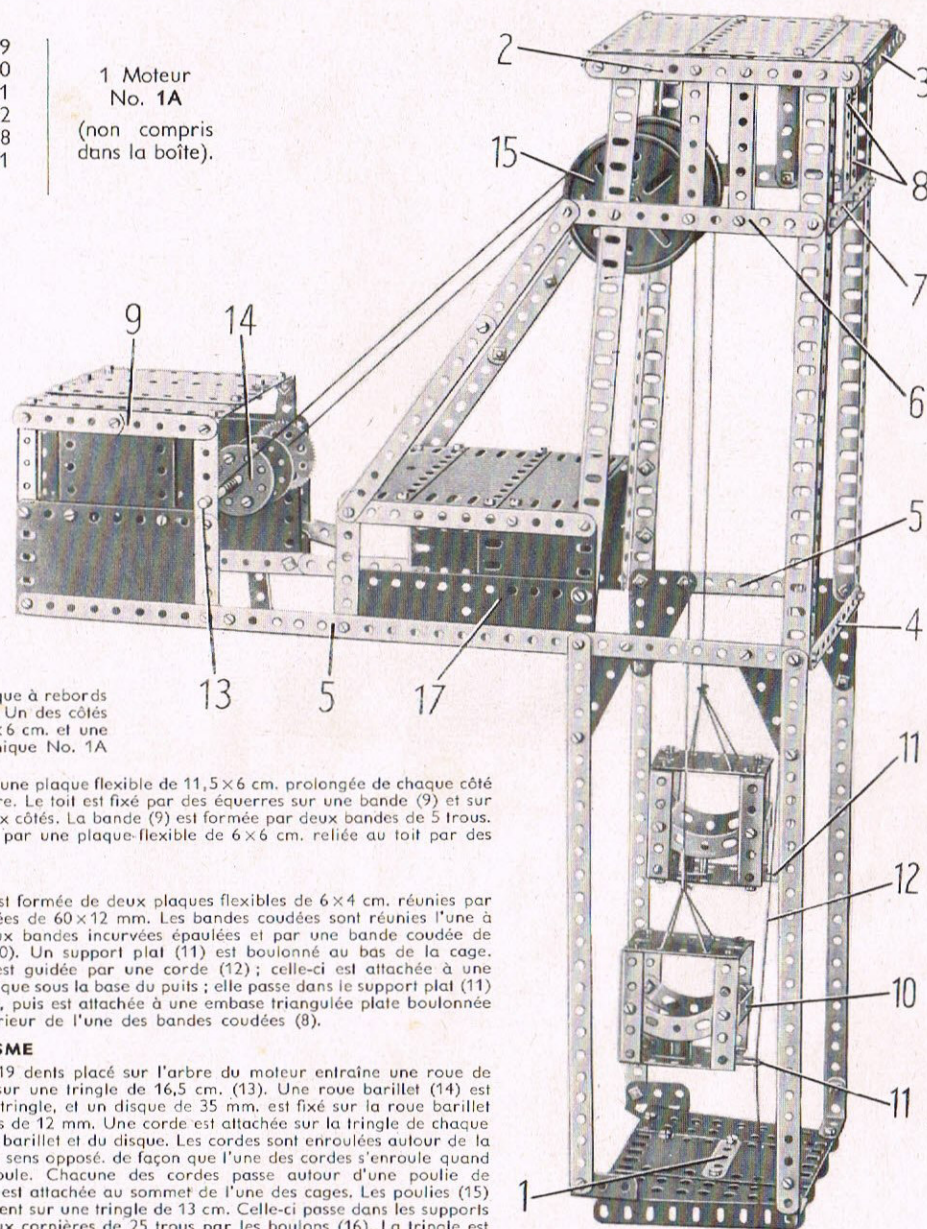 9
0
1
2
8
1
1 Moteur
No. 1A
(non compris
dans la boîte).
2
3
15
8
7
6
9
14
5
4
13
5
17
11
12
10
11
1
que à rebords
Un des côtés
×6 cm. et une
nique No. 1A
une plaque flexible de 11,5×6 cm. prolongée de chaque côté
re. Le toit est fixé par des équerres sur une bande (9) et sur
x côtés. La bande (9) est formée par deux bandes de 5 trous.
par une plaque-flexible de 6×6 cm. reliée au toit par des
st formée de deux plaques flexibles de 6×4 cm. réunies par
ées de 60×12 mm. Les bandes coudées sont réunies l'une à
ux bandes incurvées épaulées et par une bande coudée de
0). Un support plat (11) est boulonné au bas de la cage.
est guidée par une corde (12) ; celle-ci est attachée à une
que sous la base du puits ; elle passe dans le support plat (11)
, puis est attachée à une embase triangulée plate boulonnée
rieur de l'une des bandes coudées (8).
SME
19 dents placé sur l'arbre du moteur entraîne une roue de
sur une tringle de 16,5 cm. (13). Une roue barillet (14) est
tringle, et un disque de 35 mm. est fixé sur la roue barillet
s de 12 mm. Une corde est attachée sur la tringle de chaque
barillet et du disque. Les cordes sont enroulées autour de la
sens opposé. de façon que l'une des cordes s'enroule quand
oule. Chacune des cordes passe autour d'une poulie de
est attachée au sommet de l'une des cages. Les poulies (15)
ent sur une tringle de 13 cm. Celle-ci passe dans les supports
ux cornières de 25 trous par les boulons (16). La tringle est